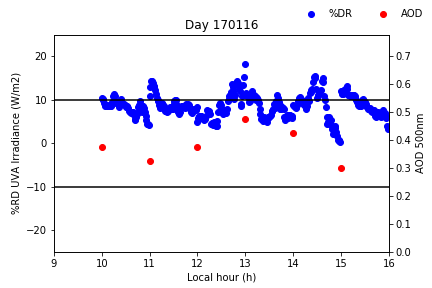 %DR AOD
Day 170116
%RD UVA Irradiance (W/m2)
20
10
0
−10
−20
0.7
0.6
0.5
0.4
0.3
0.2
0.1
0.0
AOD 500nm
9 10 11 12 13 14 15 16
Local hour (h)